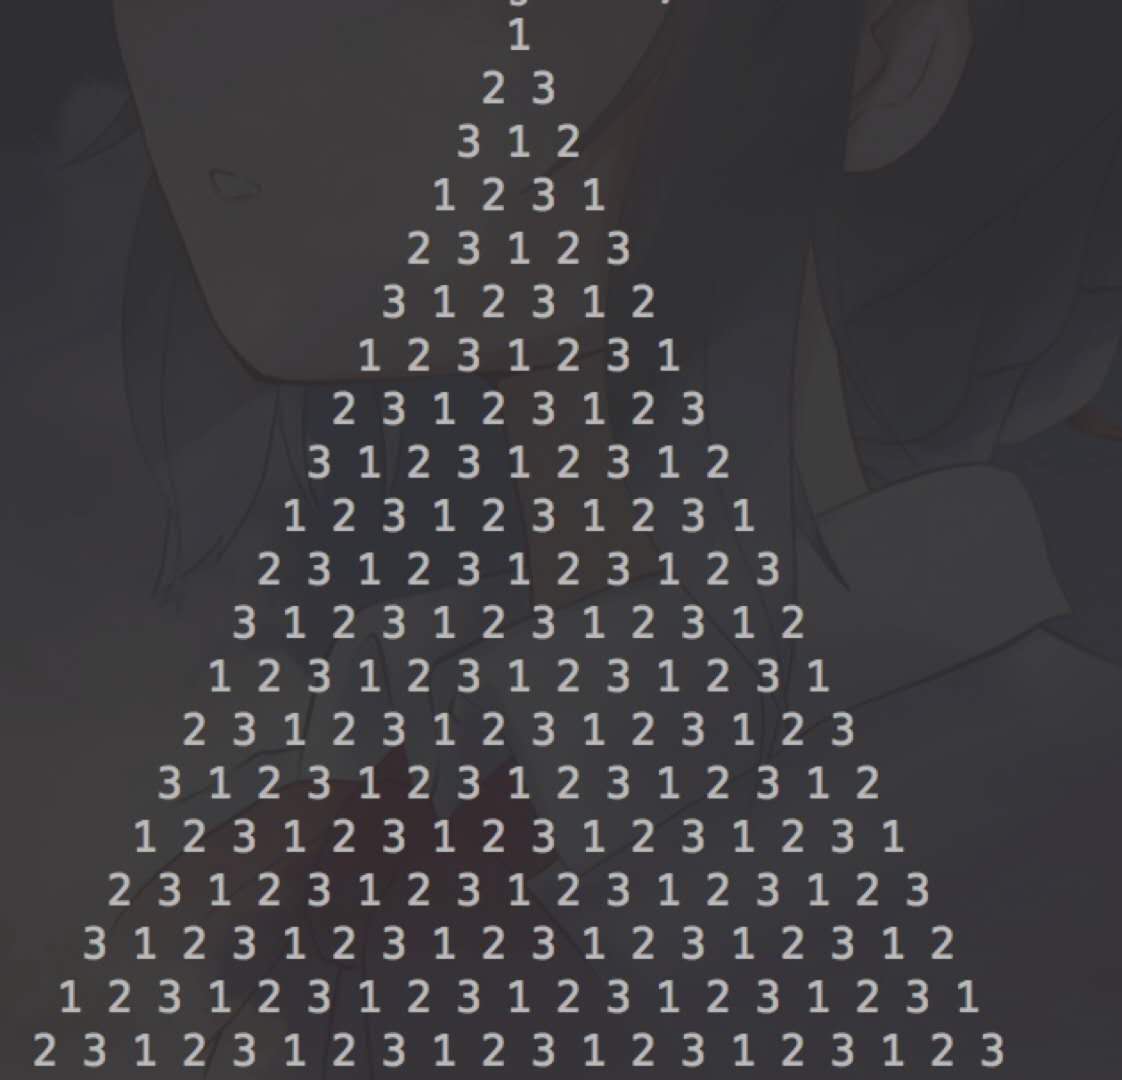 1
2 3
3 1 2
1 2 3 1
2 3 1 2 3
3 1 2 3 1 2
1 2 3 1 2 3 1
2 3 1 2 3 1 2 3
3 1 2 3 1 2 3 1 2
1 2 3 1 2 3 1 2 3 1
2 3 1 2 3 1 2 3 1 2 3
3 1 2 3 1 2 3 1 2 3 1 2
1 2 3 1 2 3 1 2 3 1 2 3 1
2 3 1 2 3 1 2 3 1 2 3 1 2 3
3 1 2 3 1 2 3 1 2 3 1 2 3 1 2
1 2 3 1 2 3 1 2 3 1 2 3 1 2 3 1
2 3 1 2 3 1 2 3 1 2 3 1 2 3 1 2 3
3 1 2 3 1 2 3 1 2 3 1 2 3 1 2 3 1 2
1 2 3 1 2 3 1 2 3 1 2 3 1 2 3 1 2 3 1
2 3 1 2 3 1 2 3 1 2 3 1 2 3 1 2 3 1 2 3